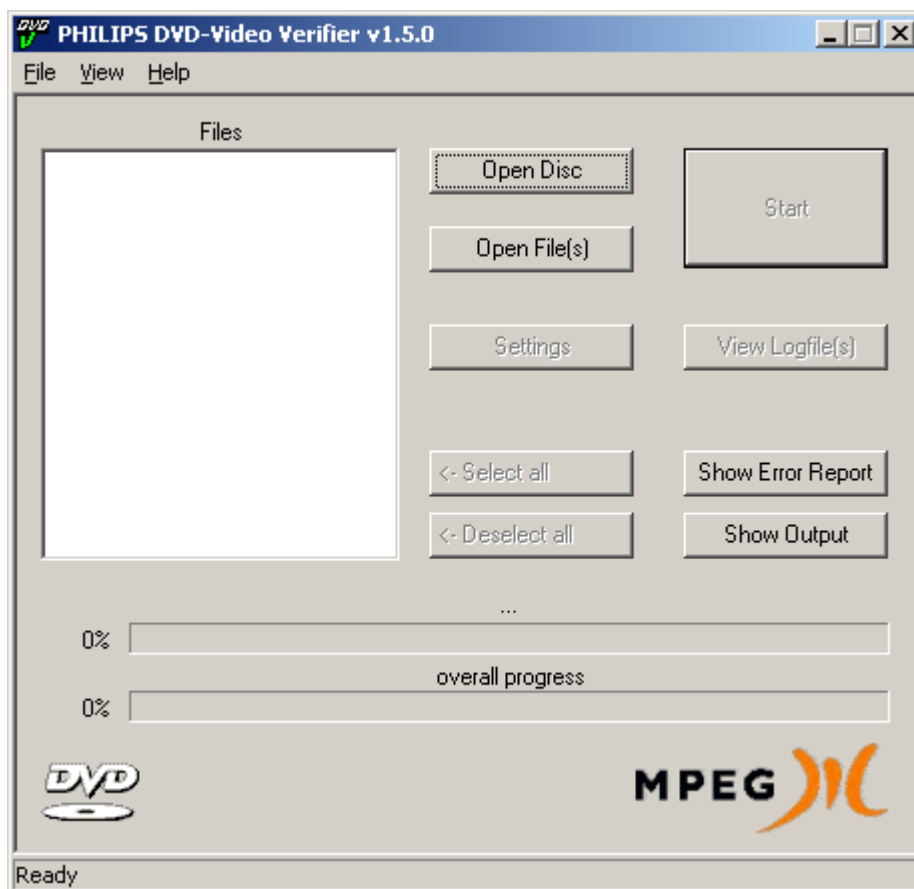 DVD PHILIPS DVD-Video Verifier v1.5.0
File View Help
Files
Open Disc
Start
Open File(s)
Settings
View Logfile(s)
<- Select all
Show Error Report
<- Deselect all
Show Output
...
0%
overall progress
0%
DVD
MPEG
Ready